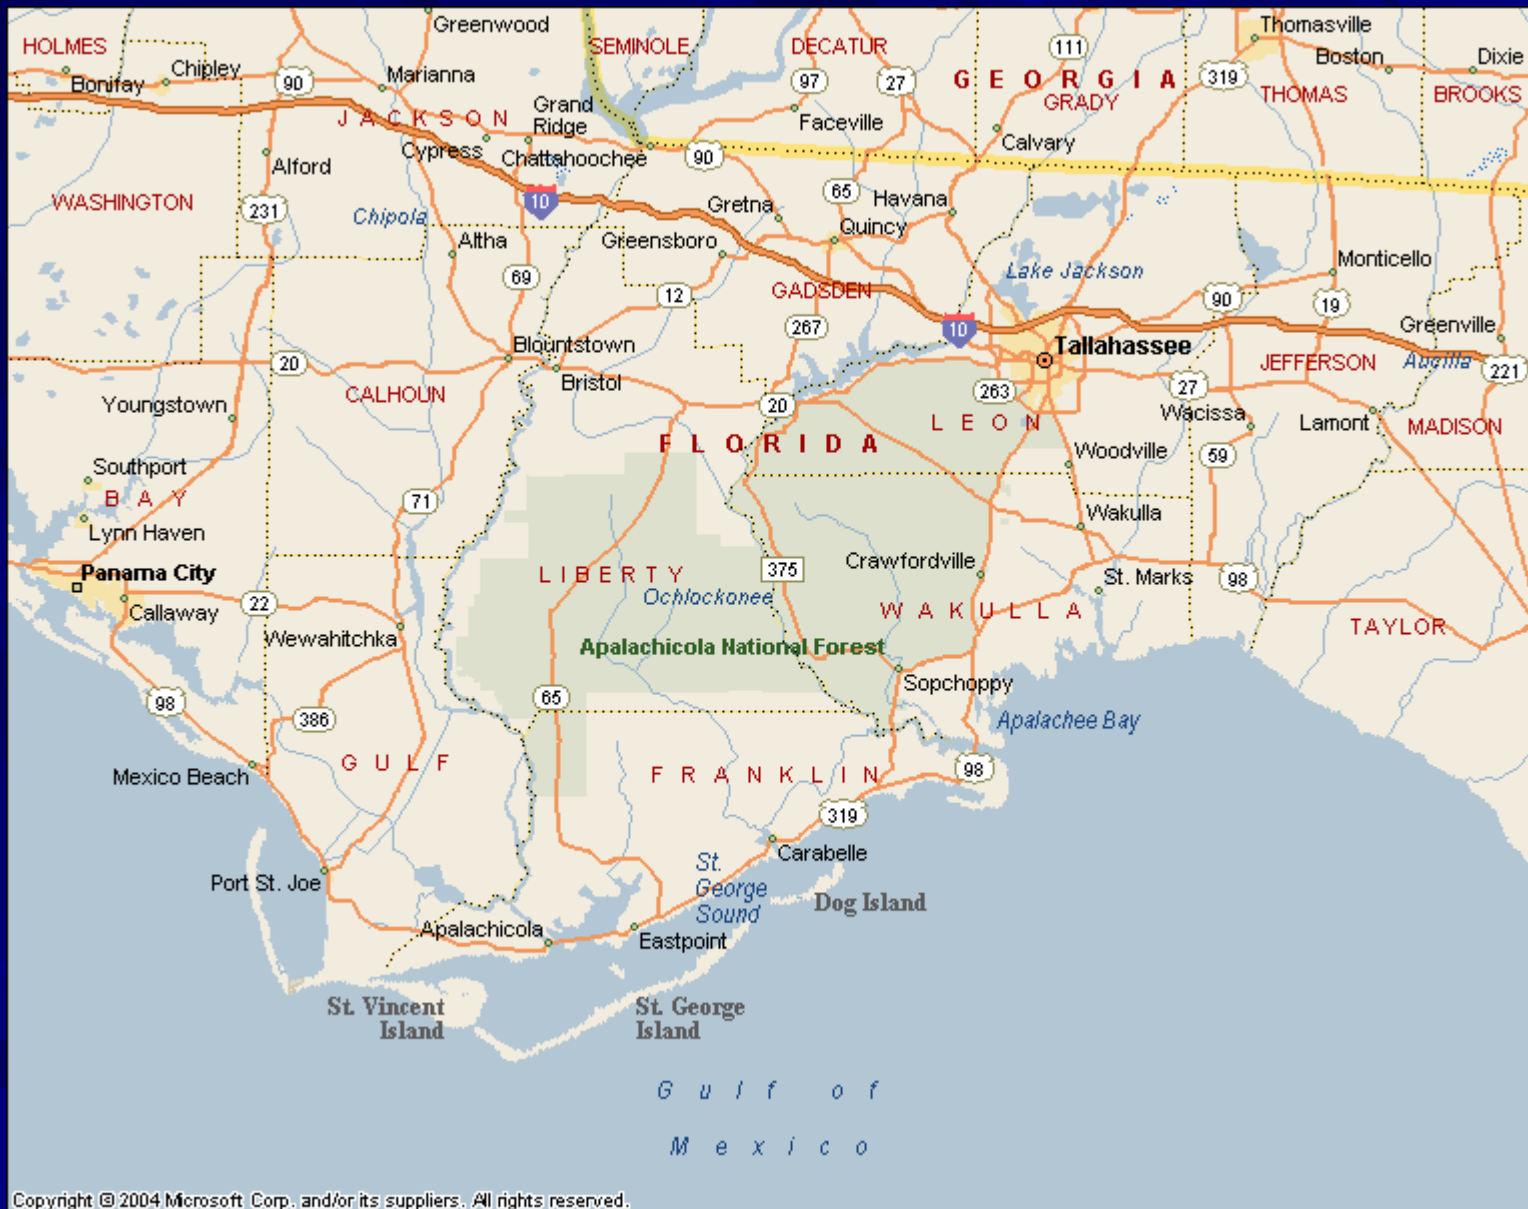 Greenwood
Thomasville
HOLMES
SEMINOLE
DECATUR
111
Boston
Dixie
Bonifay
Chipley
90
Marianna
97
27
GEORGIA
319
GRADY
THOMAS
BROOKS
Grand
Ridge
JACKSON
Faceville
Cypress
Chattahoochee
90
Calvary
Alford
WASHINGTON
231
Chipola
10
Gretna
65
Havana
Quincy
Altha
Greensboro
69
Lake Jackson
Monticello
12
GADSDEN
90
19
267
10
Greenville
Blountstown
Tallahassee
20
JEFFERSON
Aucilla
221
Bristol
CALHOUN
263
27
Youngstown
20
Wacissa
LEON
Lamont
MADISON
FLORIDA
Woodville
59
Southport
BAY
71
Wakulla
Lynn Haven
Crawfordville
375
Panama City
LIBERTY
St. Marks
98
Ochlockonee
22
Callaway
WAKULLA
Wewahitchka
TAYLOR
Apalachicola National Forest
65
Sopchoppy
98
386
Apalachee Bay
GULF
Mexico Beach
FRANKLIN
98
319
Carabelle
St.
George
Sound
Port St. Joe
Dog Island
Apalachicola
Eastpoint
St. Vincent
Island
St. George
Island
Gulf of
Mexico
Copyright © 2004 Microsoft Corp. and/or its suppliers. All rights reserved.